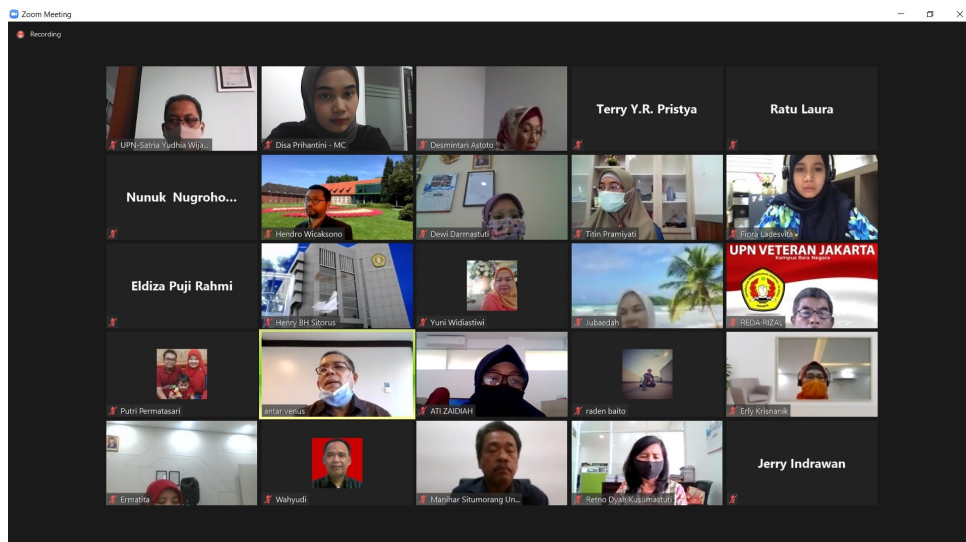 Zoom Meeting
Recording
UPN-Satria Yudhia Wija...
Disa Prihantini - MC
Desmintari Astoto
Terry Y.R. Pristya
Ratu Laura
Nunuk Nugroho...
Hendro Wicaksono
Dewi Darmastuti
Titin Pramiyati
Fiora Ladesvita
Eldiza Puji Rahmi
Henry BH Sitorus
Yuni Widiastiwi
Jubaedah
UPN VETERAN JAKARTA
Kampus Bela Negara
REDA RIZAL
Putri Permatasari
antar venus
ATI ZAIDIAH
raden baito
Erly Krisnanik
Ermatita
Wahyudi
Manihar Situmorang Un...
Retno Dyah Kusumastuti
Jerry Indrawan